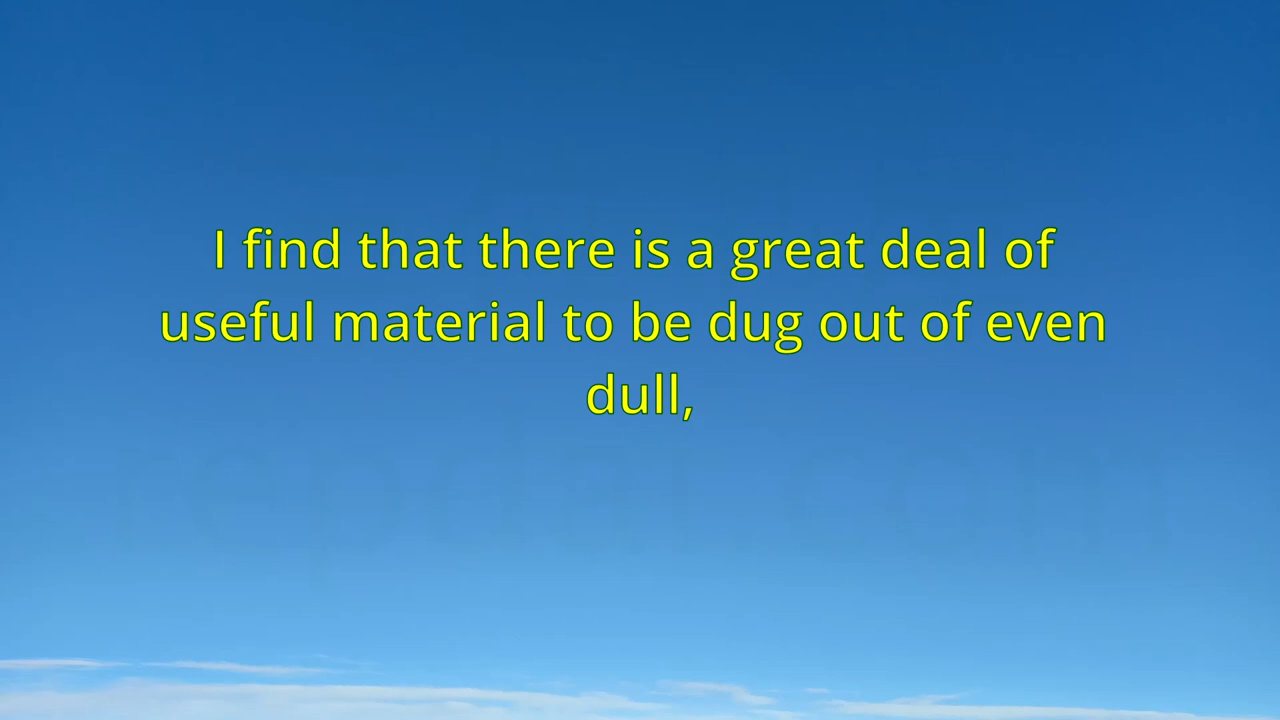 I find that there is a great deal of
useful material to be dug out of even
dull,